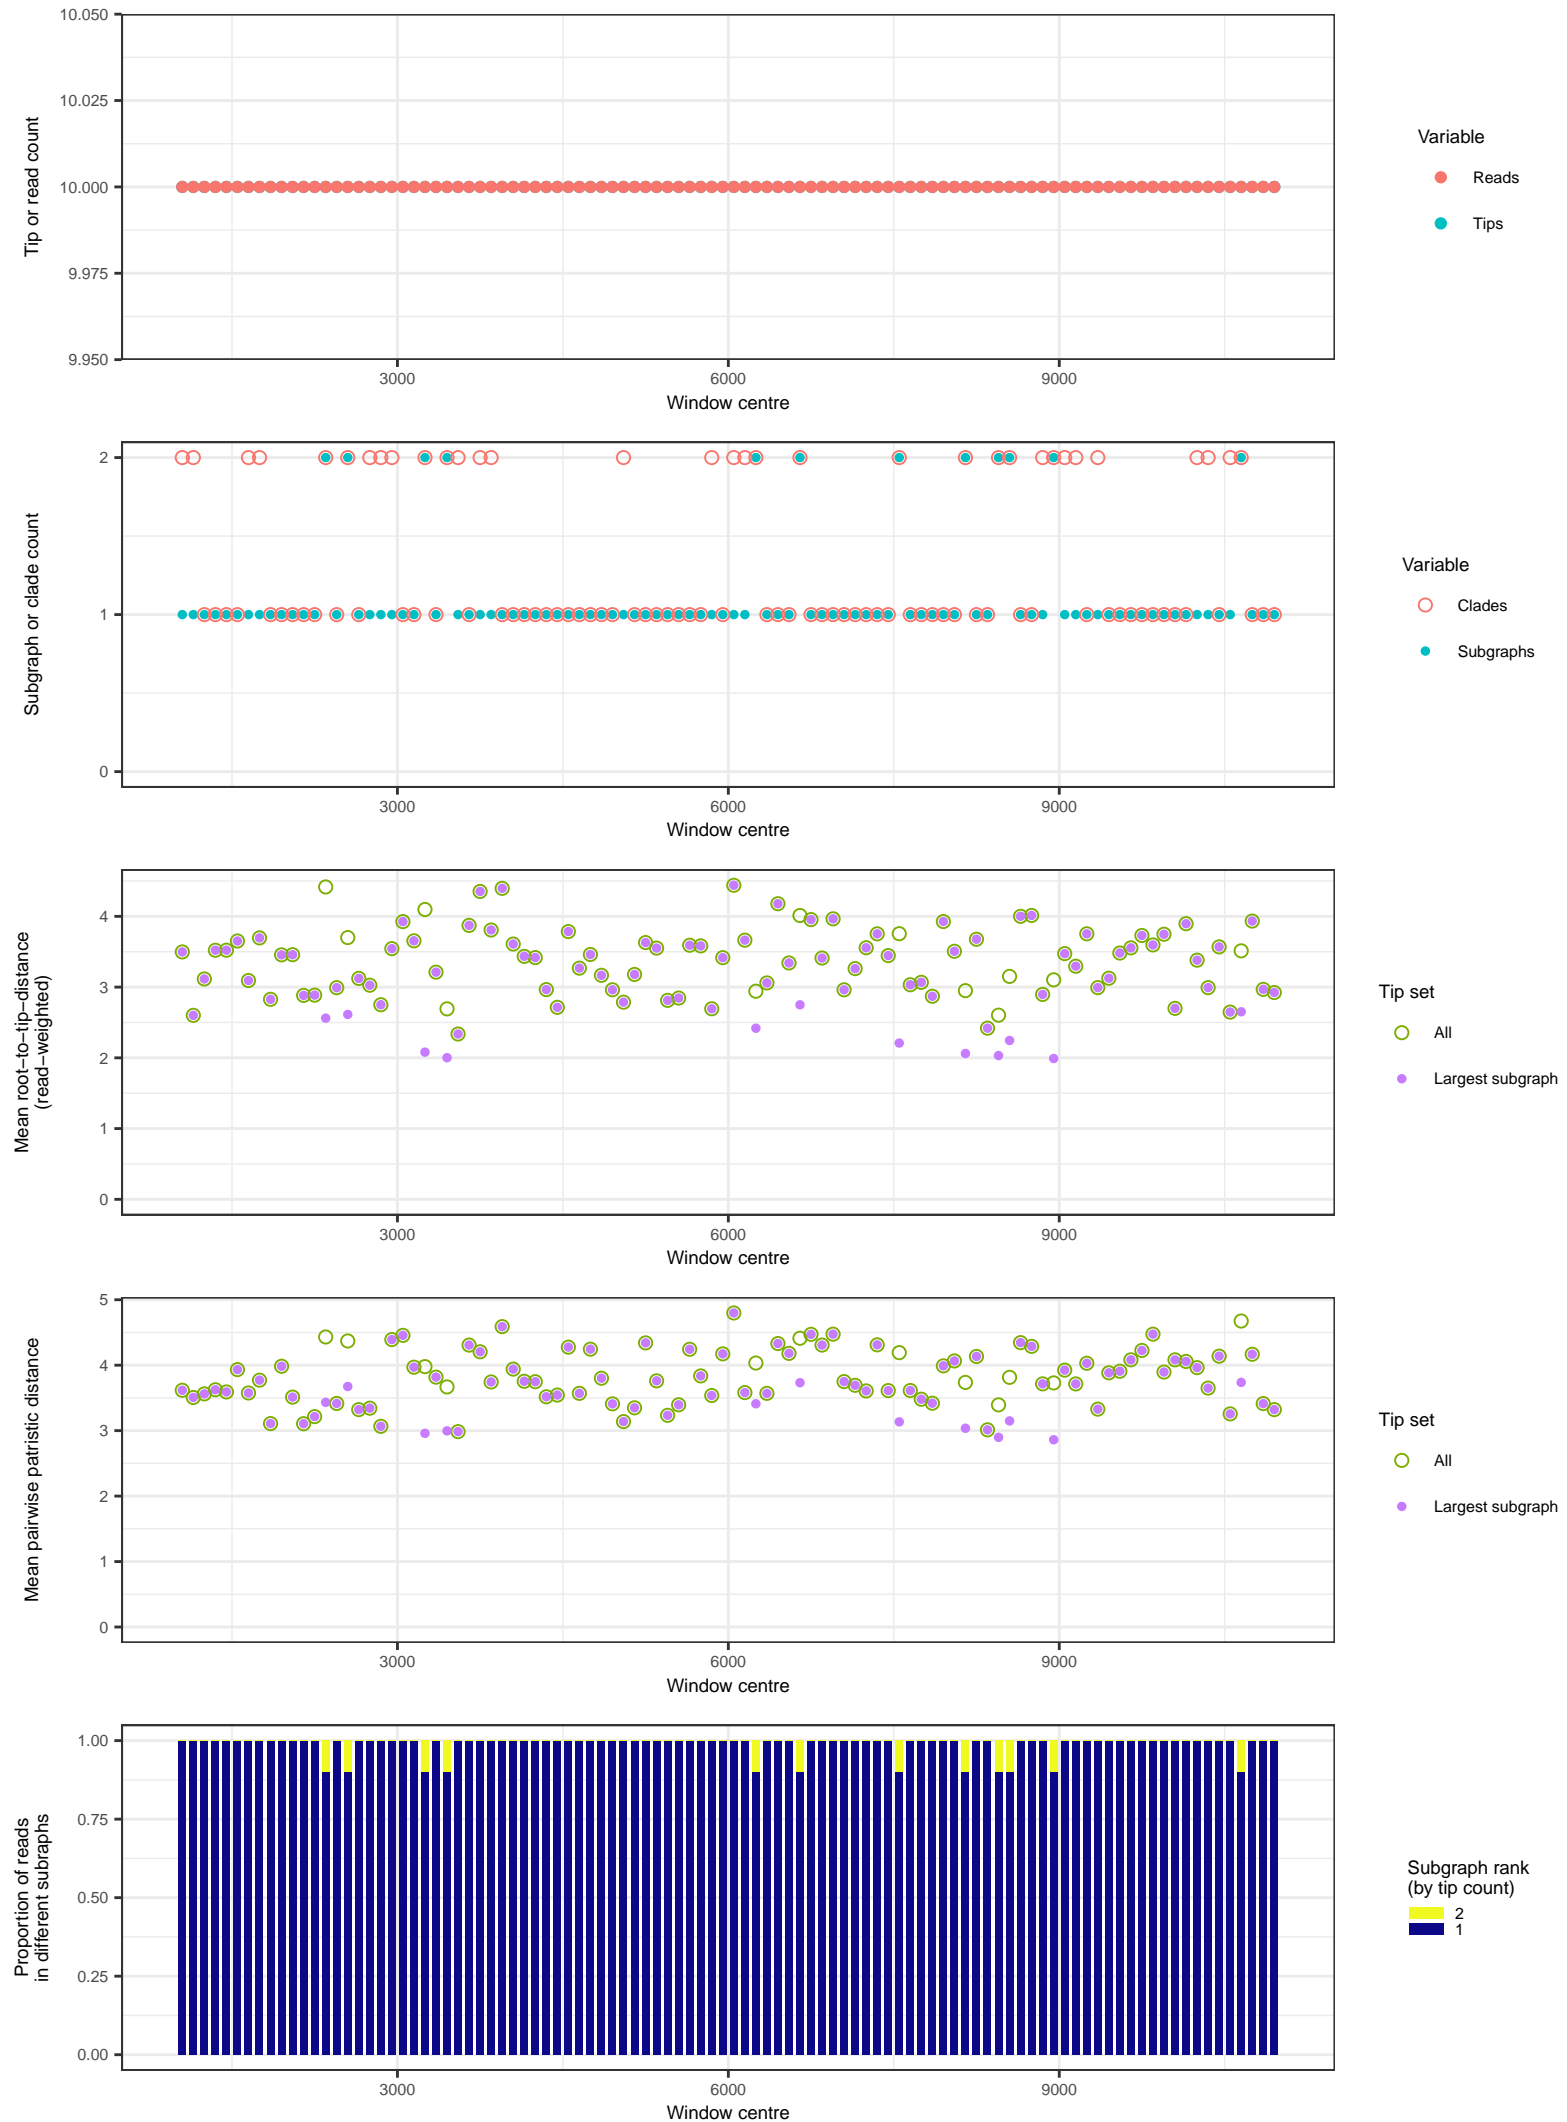 10.050
10.025
10.000
9.975
9.950
Tip or read count
3000
6000
9000
Window centre
Variable
Reads
Tips
2
1
0
Subgraph or clade count
3000
6000
9000
Window centre
Variable
Clades
Subgraphs
4
3
2
1
0
Mean root−to−tip−distance
(read−weighted)
3000
6000
9000
Window centre
Tip set
All
Largest subgraph
5
4
3
2
1
0
Mean pairwise patristic distance
3000
6000
9000
Window centre
Tip set
All
Largest subgraph
1.00
0.75
0.50
0.25
0.00
Proportion of reads
in different subraphs
3000
6000
9000
Window centre
Subgraph rank
(by tip count)
2
1